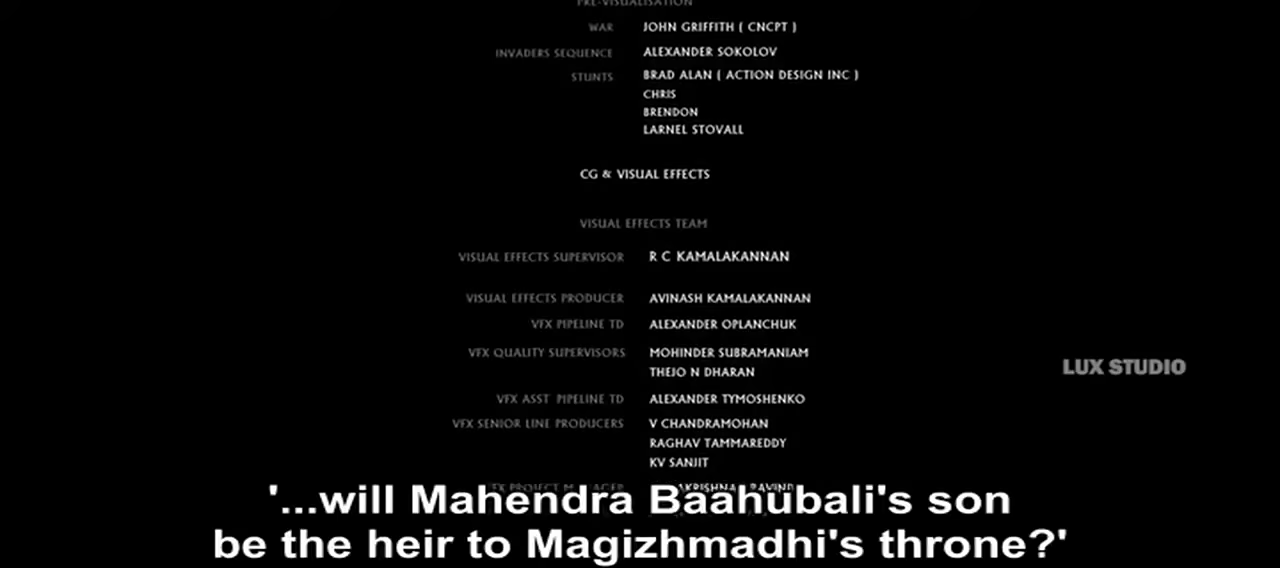 PRE-VISUALISATION
WAR JOHN GRIFFITH ( CNCPT )
INVADERS SEQUENCE ALEXANDER SOKOLOV
STUNTS BRAD ALAN ( ACTION DESIGN INC )
CHRIS
BRENDON
LARNEL STOVALL
CG & VISUAL EFFECTS
VISUAL EFFECTS TEAM
VISUAL EFFECTS SUPERVISOR R C KAMALAKANNAN
VISUAL EFFECTS PRODUCER AVINASH KAMALAKANNAN
VFX PIPELINE TD ALEXANDER OPLANCHUK
VFX QUALITY SUPERVISORS MOHINDER SUBRAMANIAM
THEJO N DHARAN
LUX STUDIO
VFX ASST PIPELINE TD ALEXANDER TYMOSHENKO
VFX SENIOR LINE PRODUCERS V CHANDRAMOHAN
RAGHAV TAMMAREDDY
KV SANJIT
'...will Mahendra Baahubali's son
be the heir to Magizhmadhi's throne?'